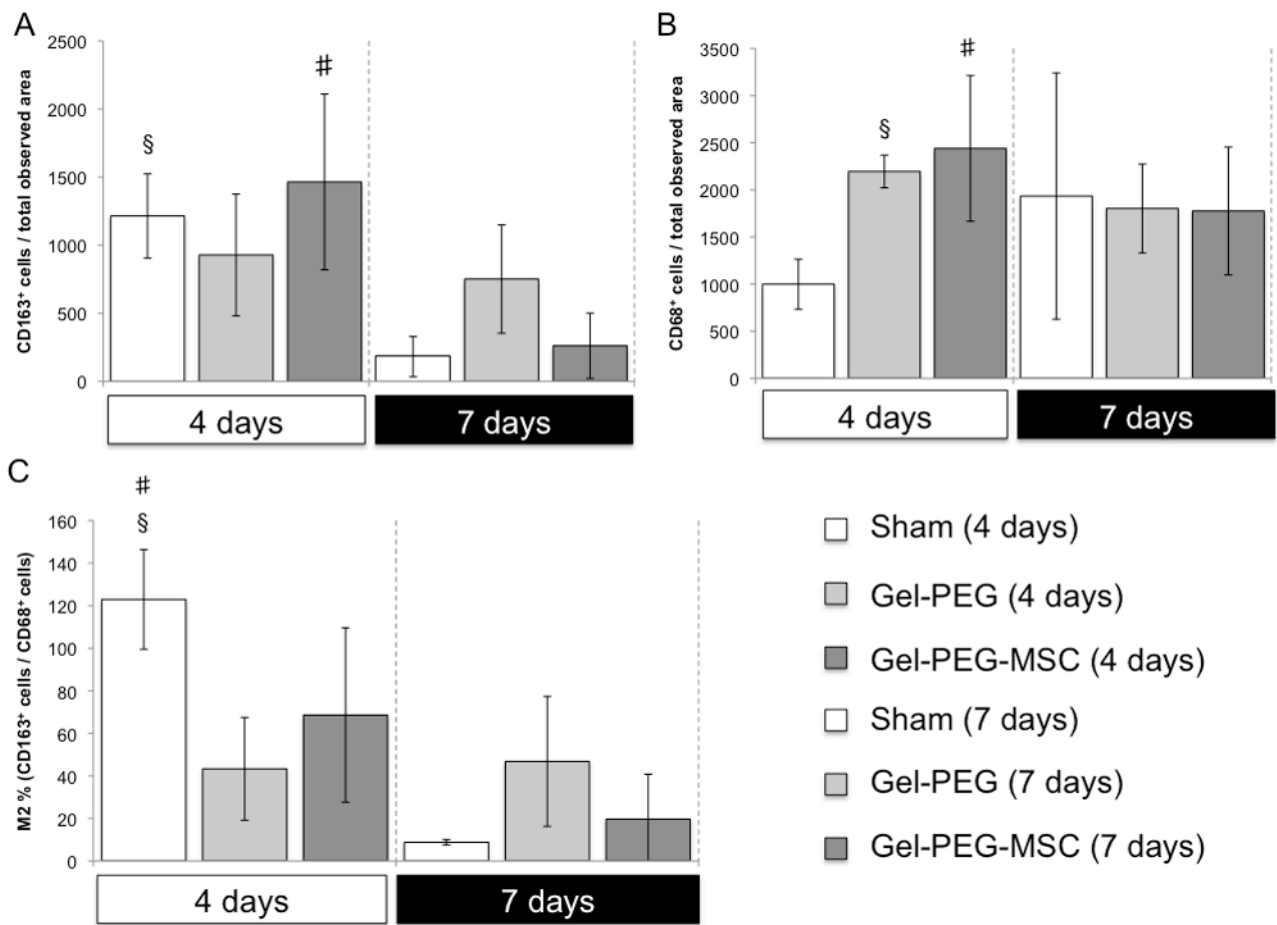 A
CD163⁺ cells / total observed area
2500
2000
1500
1000
500
0
§
#
4 days
7 days
B
CD68⁺ cells / total observed area
3500
3000
2500
2000
1500
1000
500
0
§
#
4 days
7 days
C
M2 % (CD163⁺ cells / CD68⁺ cells)
160
140
120
100
80
60
40
20
0
#
§
4 days
7 days
Sham (4 days)
Gel-PEG (4 days)
Gel-PEG-MSC (4 days)
Sham (7 days)
Gel-PEG (7 days)
Gel-PEG-MSC (7 days)